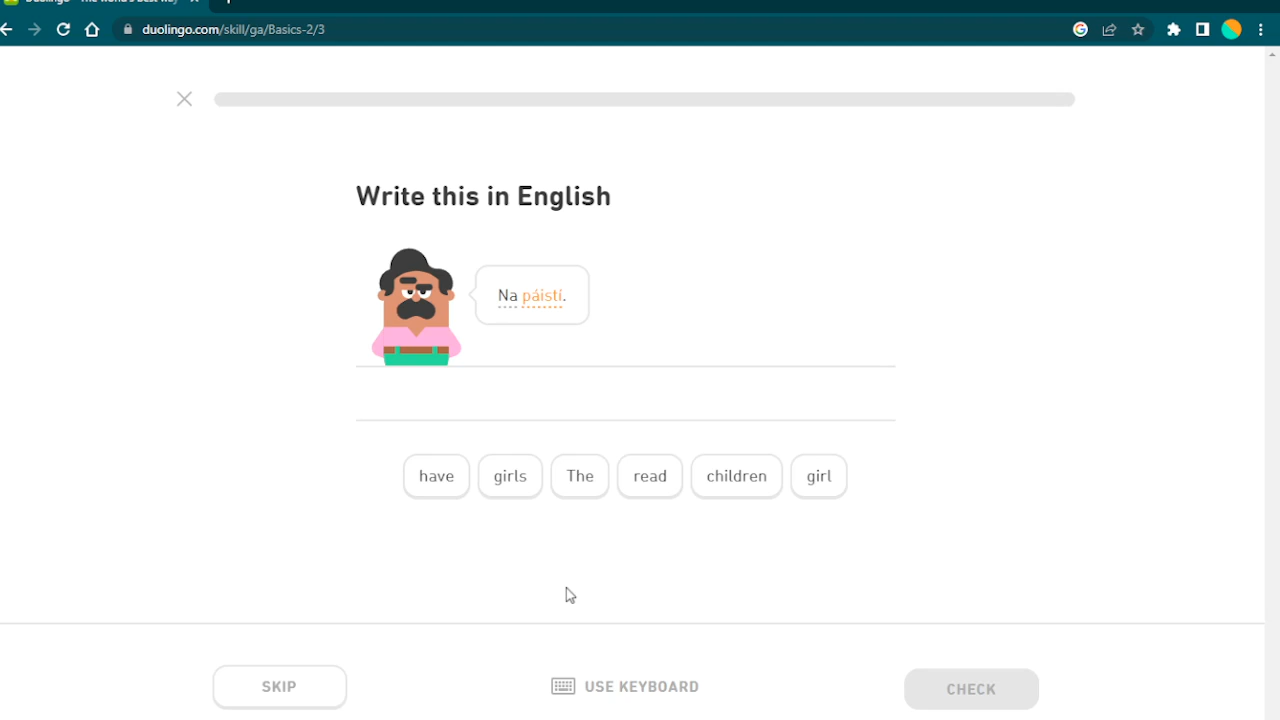 duolingo.com/skill/ga/Basics-2/3
Write this in English
Na páistí.
have girls The read children girl
SKIP USE KEYBOARD CHECK